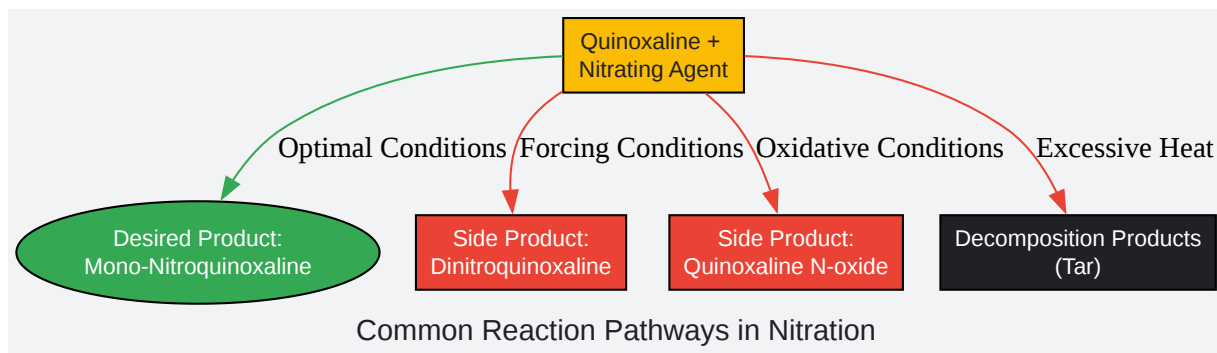 Quinoxaline +
Nitrating Agent
Optimal Conditions
Forcing Conditions
Oxidative Conditions
Excessive Heat
Desired Product:
Mono-Nitroquinoxaline
Side Product:
Dinitroquinoxaline
Side Product:
Quinoxaline N-oxide
Decomposition Products
(Tar)
Common Reaction Pathways in Nitration